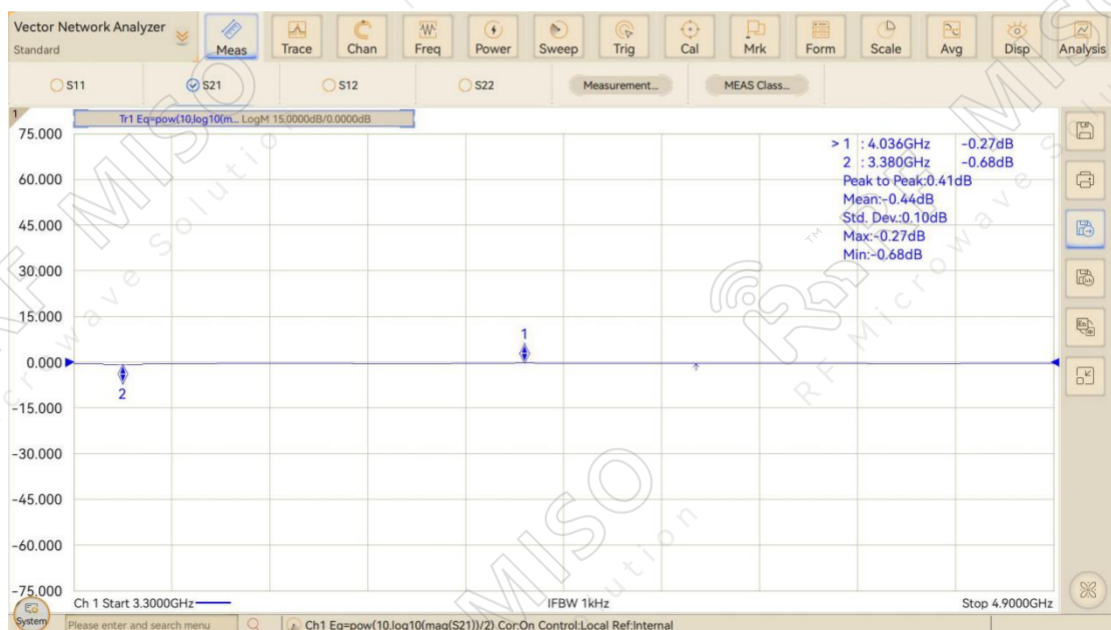 Vector Network Analyzer
Standard
Meas
Trace
Chan
Freq
Power
Sweep
Trig
Cal
Mrk
Form
Scale
Avg
Disp
Analysis
S11
S21
S12
S22
Measurement...
MEAS Class...
1
Tr1 Eq=pow(10,log10(m... LogM 15.0000dB/0.0000dB
75.000
60.000
45.000
30.000
15.000
0.000
-15.000
-30.000
-45.000
-60.000
-75.000
> 1 : 4.036GHz -0.27dB
2 : 3.380GHz -0.68dB
Peak to Peak:0.41dB
Mean:-0.44dB
Std. Dev.:0.10dB
Max:-0.27dB
Min:-0.68dB
1
2
Ch 1 Start 3.3000GHz
IFBW 1kHz
Stop 4.9000GHz
System
Please enter and search menu
Ch1 Eq=pow(10,log10(mag(S21))/2) Cor:On Control:Local Ref:Internal
RF MISO
RF Microwave Solution